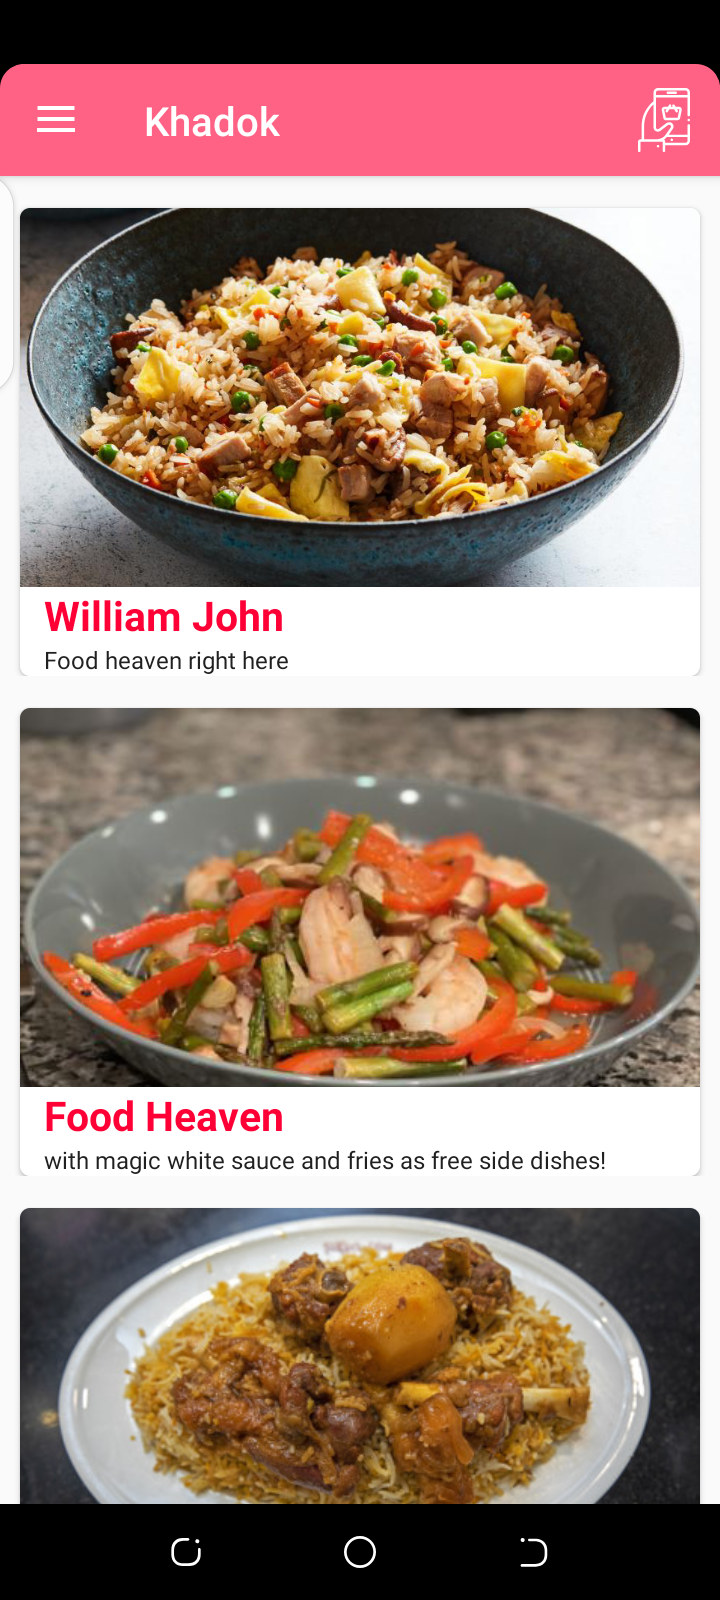 Khadok
William John
Food heaven right here
Food Heaven
with magic white sauce and fries as free side dishes!